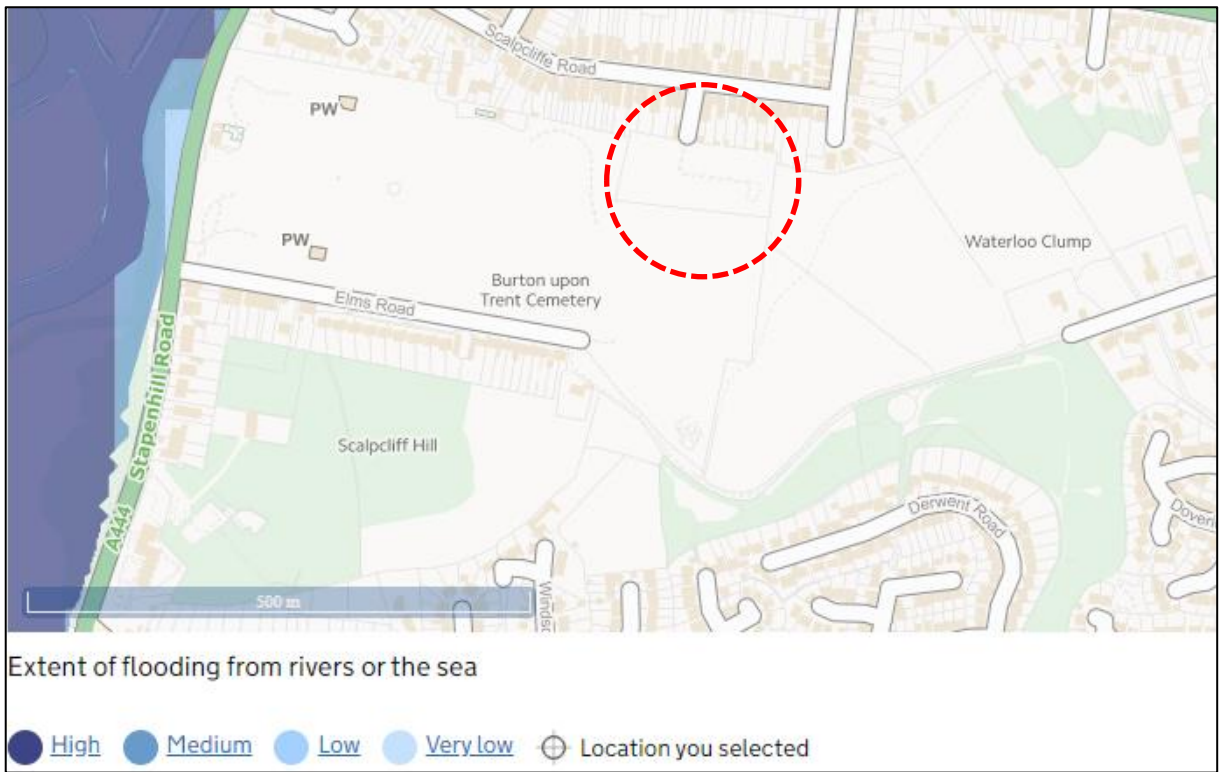 Scalpcliffe Road
PW
PW
Waterloo Clump
Burton upon
Trent Cemetery
Elms Road
A444 Stapenhill Road
Scalpcliff Hill
Derwent Road
500 m
Extent of flooding from rivers or the sea
High Medium Low Very low Location you selected